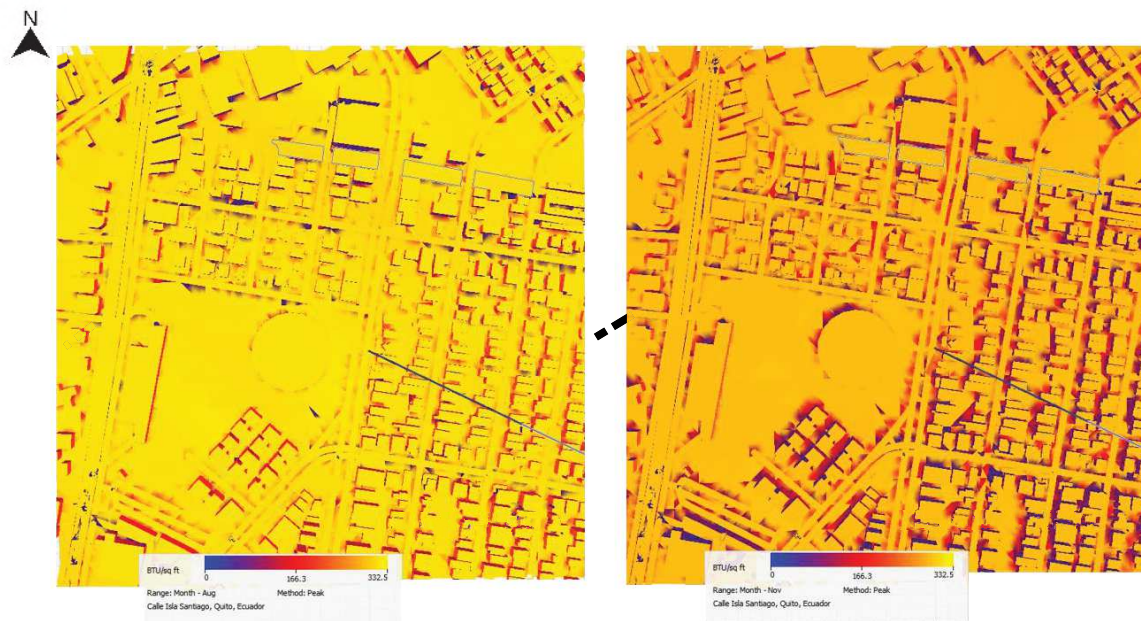 N
BTU/sq ft
0 166.3 332.5
Range: Month - Aug Method: Peak
Calle Isla Santiago, Quito, Ecuador
BTU/sq ft
0 166.3 332.5
Range: Month - Nov Method: Peak
Calle Isla Santiago, Quito, Ecuador